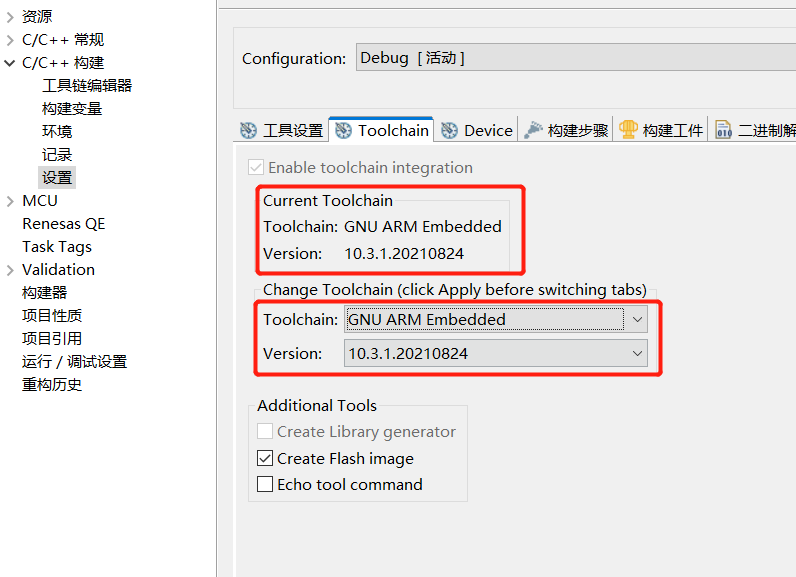 资源
C/C++ 常规
C/C++ 构建
工具链编辑器
构建变量
环境
记录
设置
MCU
Renesas QE
Task Tags
Validation
构建器
项目性质
项目引用
运行 / 调试设置
重构历史
Configuration: Debug [ 活动 ]
工具设置 Toolchain Device 构建步骤 构建工件 二进制解
Enable toolchain integration
Current Toolchain
Toolchain: GNU ARM Embedded
Version: 10.3.1.20210824
Change Toolchain (click Apply before switching tabs)
Toolchain: GNU ARM Embedded
Version: 10.3.1.20210824
Additional Tools
Create Library generator
Create Flash image
Echo tool command